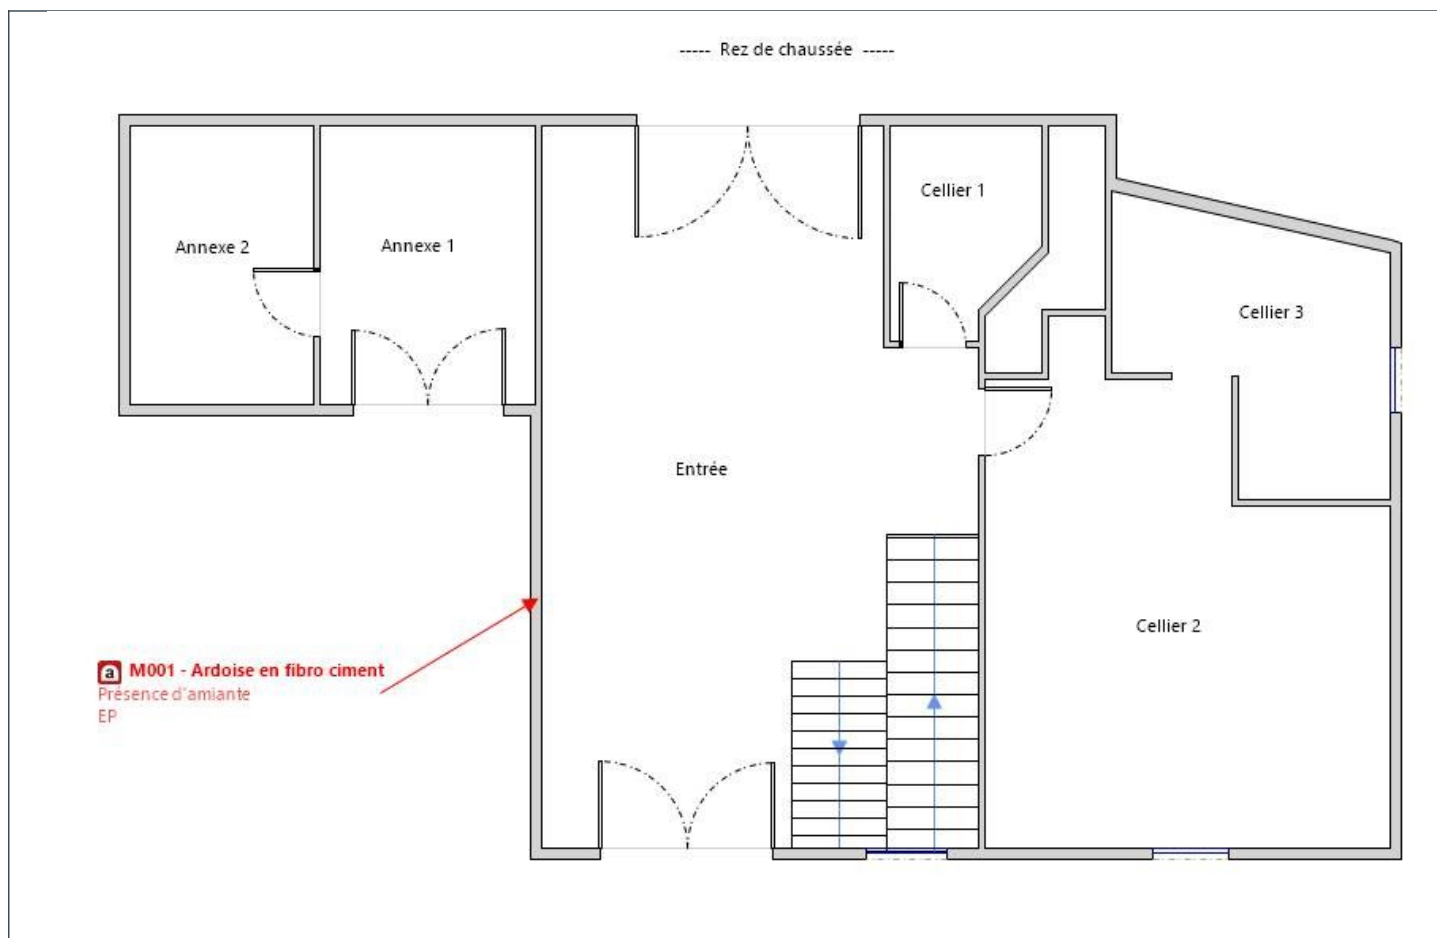 ----- Rez de chaussée -----
Cellier 1
Annexe 2
Annexe 1
Cellier 3
Entrée
Cellier 2
a M001 - Ardoise en fibro ciment
Présence d'amiante
EP